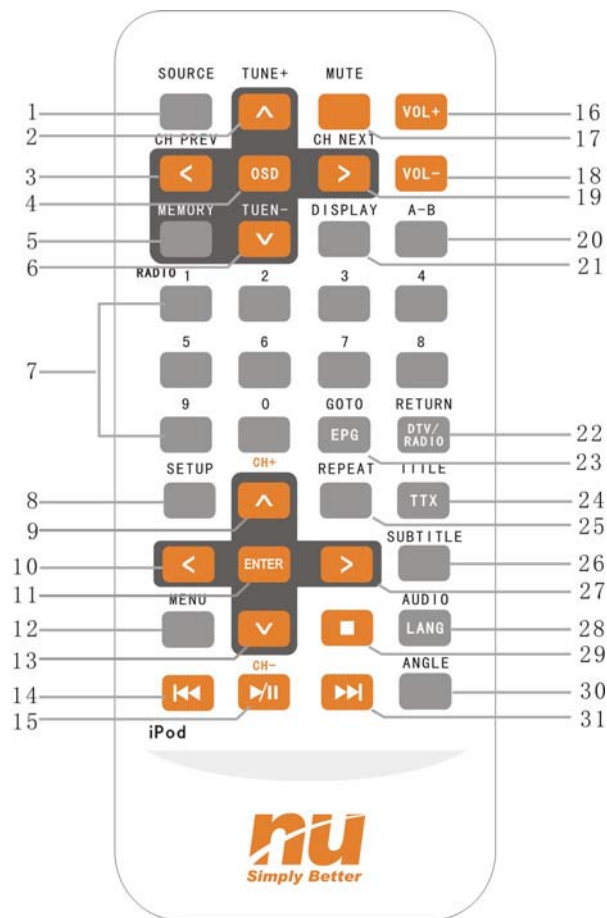 SOURCE TUNE+ MUTE
1 VOL+ 16
2 17
CH PREV CH NEXT
3 OSD VOL- 18
4 19
MEMORY TUEN- DISPLAY A-B
5 20
6 21
RADIO 1 2 3 4
5 6 7 8
7
9 0 GOTO RETURN
EPG DTV/
RADIO 22
23
SETUP CH+ REPEAT TITLE
8 TTX 24
9 25
SUBTITLE
10 ENTER 26
11 27
MENU AUDIO
12 LANG 28
13 29
CH- ANGLE
14 30
15 31
iPod
nu
Simply Better